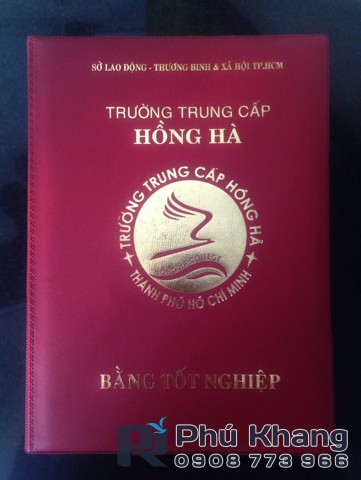 SỞ LAO ĐỘNG - THƯƠNG BINH & XÃ HỘI TP.HCM
TRƯỜNG TRUNG CẤP
HỒNG HÀ
TRƯỜNG TRUNG CẤP HỒNG HÀ
THÀNH PHỐ HỒ CHÍ MINH
BẰNG TỐT NGHIỆP
Phú Khang
0908 773 966